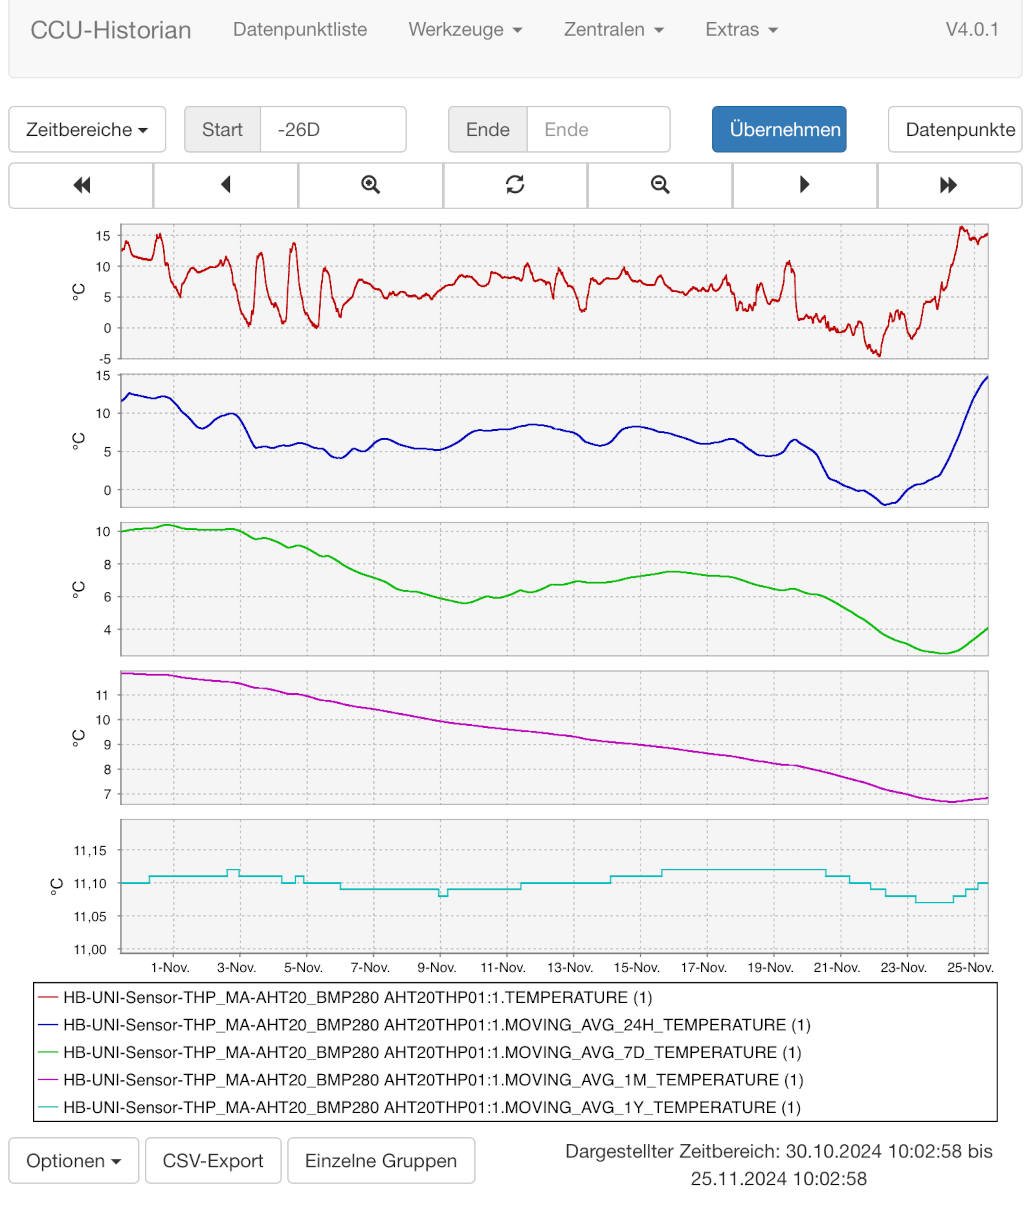 CCU-Historian Datenpunktliste Werkzeuge Zentralen Extras V4.0.1
Zeitbereiche Start -26D Ende Ende Übernehmen Datenpunkte
15
10
°C
5
0
-5
15
10
°C
5
0
10
8
°C
6
4
11
10
°C
9
8
7
11,15
°C 11,10
11,05
11,00
1-Nov. 3-Nov. 5-Nov. 7-Nov. 9-Nov. 11-Nov. 13-Nov. 15-Nov. 17-Nov. 19-Nov. 21-Nov. 23-Nov. 25-Nov.
HB-UNI-Sensor-THP_MA-AHT20_BMP280 AHT20THP01:1.TEMPERATURE (1)
HB-UNI-Sensor-THP_MA-AHT20_BMP280 AHT20THP01:1.MOVING_AVG_24H_TEMPERATURE (1)
HB-UNI-Sensor-THP_MA-AHT20_BMP280 AHT20THP01:1.MOVING_AVG_7D_TEMPERATURE (1)
HB-UNI-Sensor-THP_MA-AHT20_BMP280 AHT20THP01:1.MOVING_AVG_1M_TEMPERATURE (1)
HB-UNI-Sensor-THP_MA-AHT20_BMP280 AHT20THP01:1.MOVING_AVG_1Y_TEMPERATURE (1)
Optionen CSV-Export Einzelne Gruppen
Dargestellter Zeitbereich: 30.10.2024 10:02:58 bis
25.11.2024 10:02:58